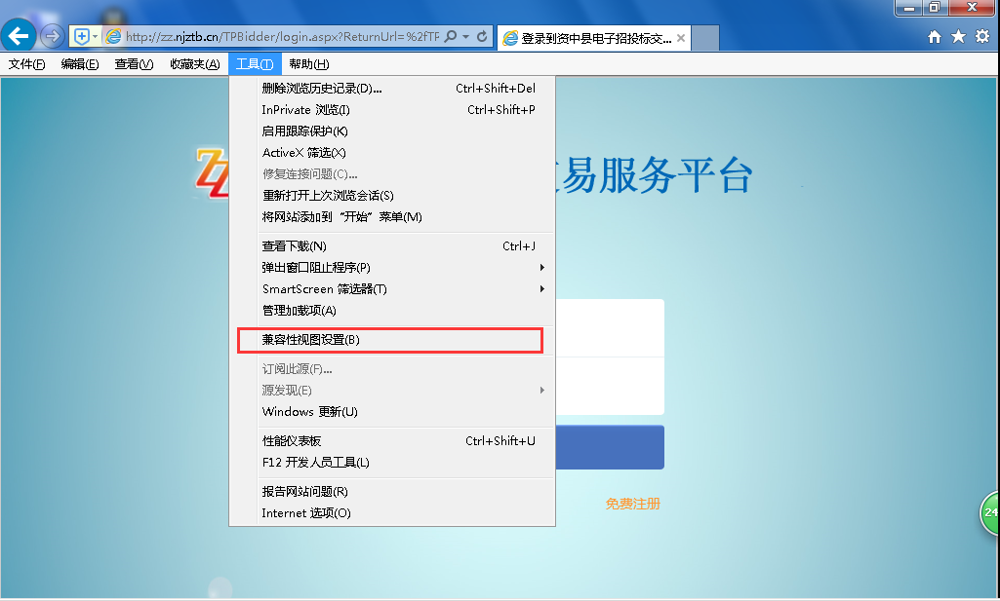 http://zz.njztb.cn/TPBidder/login.aspx?ReturnUrl=%2fTP
登录到资中县电子招投标交...
文件(F) 编辑(E) 查看(V) 收藏夹(A) 工具(T) 帮助(H)
删除浏览历史记录(D)... Ctrl+Shift+Del
InPrivate 浏览(I) Ctrl+Shift+P
启用跟踪保护(K)
ActiveX 筛选(X)
修复连接问题(C)...
重新打开上次浏览会话(S)
将网站添加到“开始”菜单(M)
易服务平台
查看下载(N) Ctrl+J
弹出窗口阻止程序(P)
SmartScreen 筛选器(T)
管理加载项(A)
兼容性视图设置(B)
订阅此源(F)...
源发现(E)
Windows 更新(U)
性能仪表板 Ctrl+Shift+U
F12 开发人员工具(L)
报告网站问题(R)
Internet 选项(O)
免费注册
24